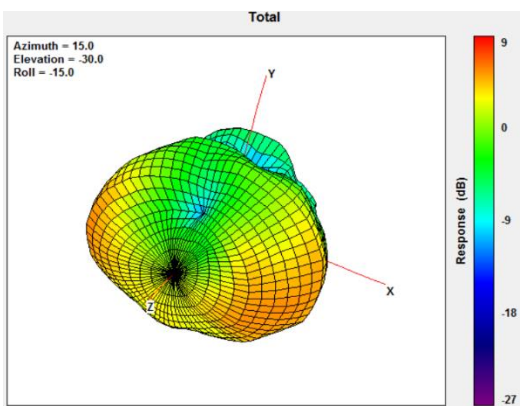 Total
Azimuth = 15.0
Elevation = -30.0
Roll = -15.0
Y
X
Z
9
0
-9
-18
-27
Response (dB)